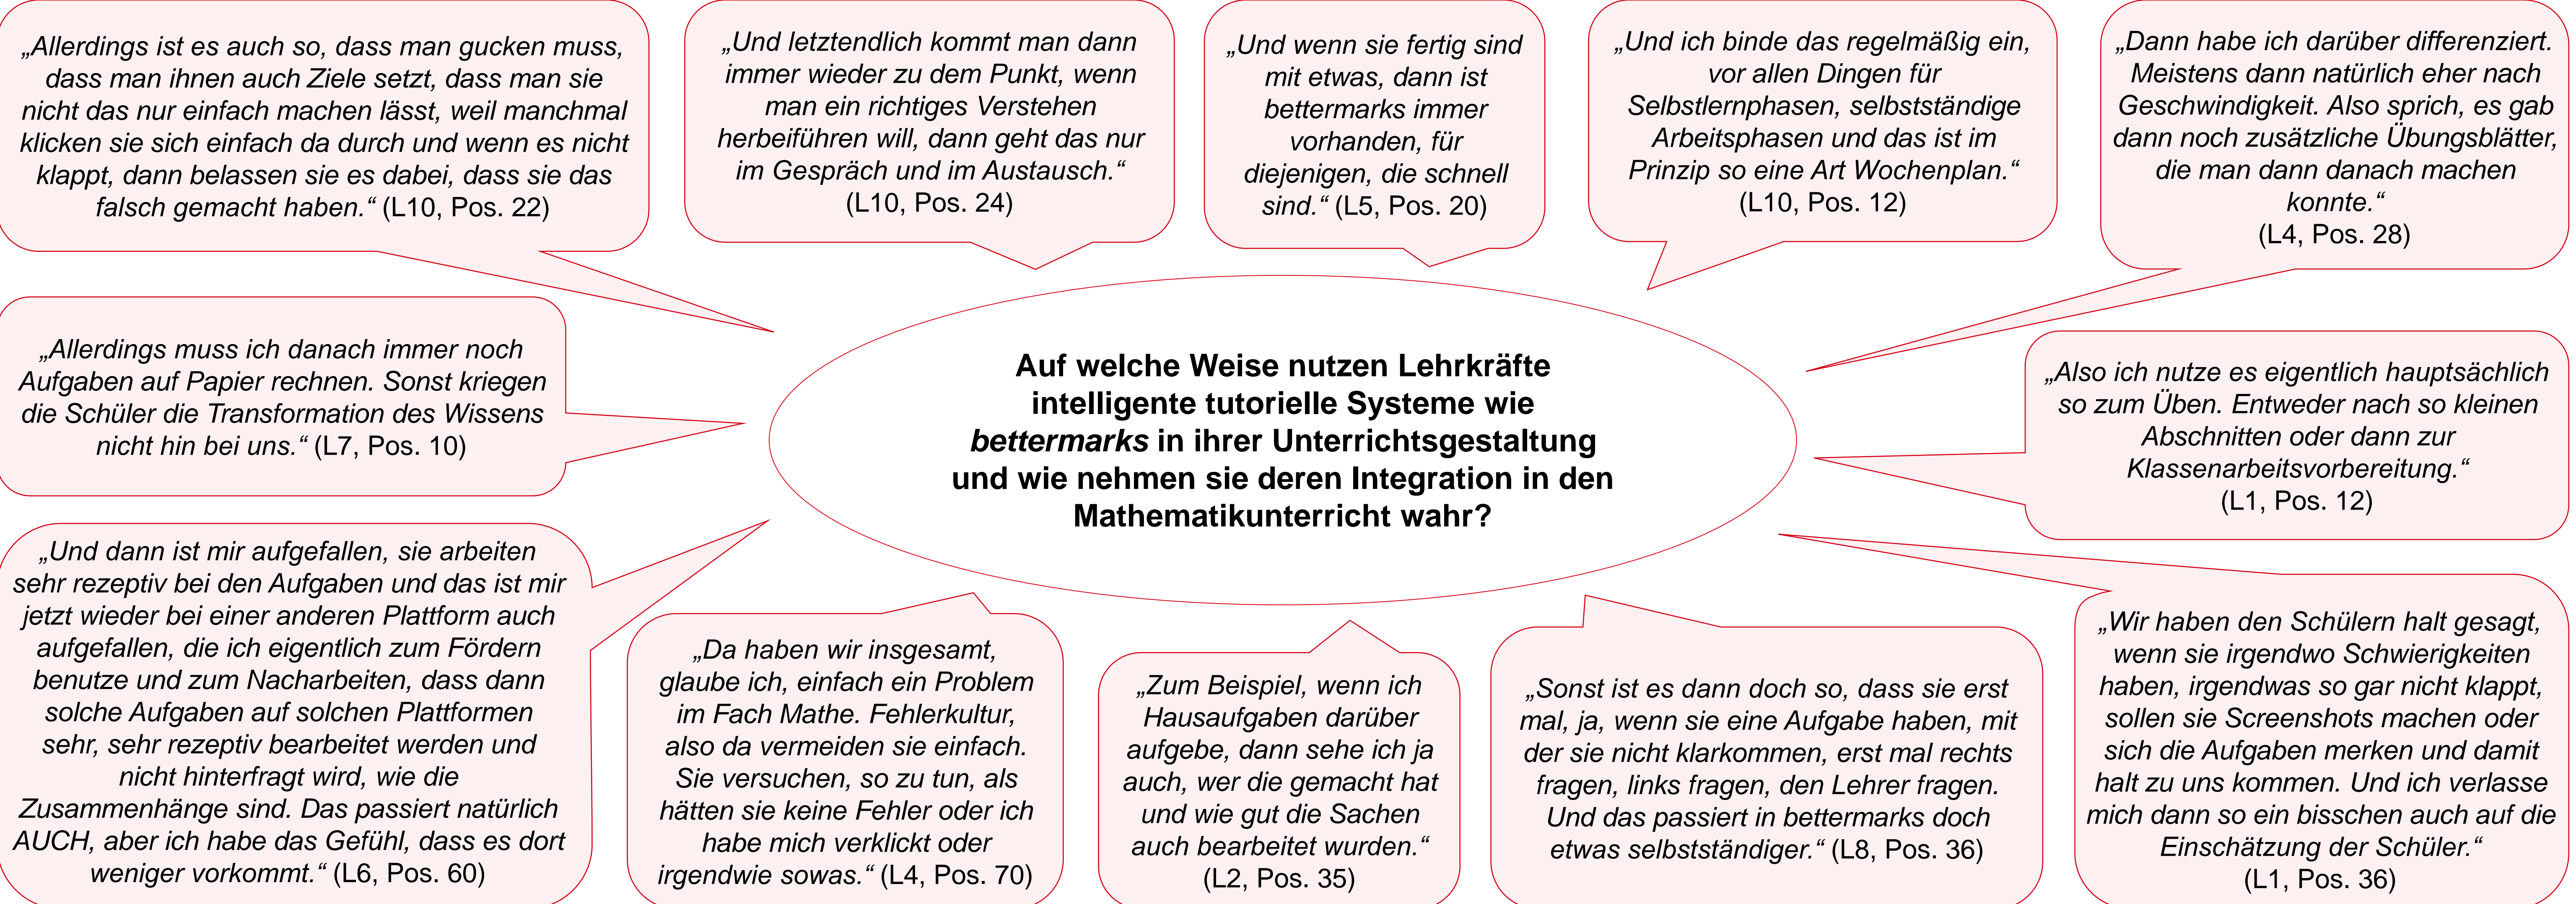 „Allerdings ist es auch so, dass man gucken muss,
dass man ihnen auch Ziele setzt, dass man sie
nicht das nur einfach machen lässt, weil manchmal
klicken sie sich einfach da durch und wenn es nicht
klappt, dann belassen sie es dabei, dass sie das
falsch gemacht haben.“ (L10, Pos. 22)
„Und letztendlich kommt man dann
immer wieder zu dem Punkt, wenn
man ein richtiges Verstehen
herbeiführen will, dann geht das nur
im Gespräch und im Austausch.“
(L10, Pos. 24)
„Und wenn sie fertig sind
mit etwas, dann ist
bettermarks immer
vorhanden, für
diejenigen, die schnell
sind.“ (L5, Pos. 20)
„Und ich binde das regelmäßig ein,
vor allen Dingen für
Selbstlernphasen, selbstständige
Arbeitsphasen und das ist im
Prinzip so eine Art Wochenplan.“
(L10, Pos. 12)
„Dann habe ich darüber differenziert.
Meistens dann natürlich eher nach
Geschwindigkeit. Also sprich, es gab
dann noch zusätzliche Übungsblätter,
die man dann danach machen
konnte.“
(L4, Pos. 28)
„Allerdings muss ich danach immer noch
Aufgaben auf Papier rechnen. Sonst kriegen
die Schüler die Transformation des Wissens
nicht hin bei uns.“ (L7, Pos. 10)
Auf welche Weise nutzen Lehrkräfte
intelligente tutorielle Systeme wie
bettermarks in ihrer Unterrichtsgestaltung
und wie nehmen sie deren Integration in den
Mathematikunterricht wahr?
„Also ich nutze es eigentlich hauptsächlich
so zum Üben. Entweder nach so kleinen
Abschnitten oder dann zur
Klassenarbeitsvorbereitung.“
(L1, Pos. 12)
„Und dann ist mir aufgefallen, sie arbeiten
sehr rezeptiv bei den Aufgaben und das ist mir
jetzt wieder bei einer anderen Plattform auch
aufgefallen, die ich eigentlich zum Fördern
benutze und zum Nacharbeiten, dass dann
solche Aufgaben auf solchen Plattformen
sehr, sehr rezeptiv bearbeitet werden und
nicht hinterfragt wird, wie die
Zusammenhänge sind. Das passiert natürlich
AUCH, aber ich habe das Gefühl, dass es dort
weniger vorkommt.“ (L6, Pos. 60)
„Da haben wir insgesamt,
glaube ich, einfach ein Problem
im Fach Mathe. Fehlerkultur,
also da vermeiden sie einfach.
Sie versuchen, so zu tun, als
hätten sie keine Fehler oder ich
habe mich verklickt oder
irgendwie sowas.“ (L4, Pos. 70)
„Zum Beispiel, wenn ich
Hausaufgaben darüber
aufgebe, dann sehe ich ja
auch, wer die gemacht hat
und wie gut die Sachen
auch bearbeitet wurden.“
(L2, Pos. 35)
„Sonst ist es dann doch so, dass sie erst
mal, ja, wenn sie eine Aufgabe haben, mit
der sie nicht klarkommen, erst mal rechts
fragen, links fragen, den Lehrer fragen.
Und das passiert in bettermarks doch
etwas selbstständiger.“ (L8, Pos. 36)
„Wir haben den Schülern halt gesagt,
wenn sie irgendwo Schwierigkeiten
haben, irgendwas so gar nicht klappt,
sollen sie Screenshots machen oder
sich die Aufgaben merken und damit
halt zu uns kommen. Und ich verlasse
mich dann so ein bisschen auch auf die
Einschätzung der Schüler.“
(L1, Pos. 36)